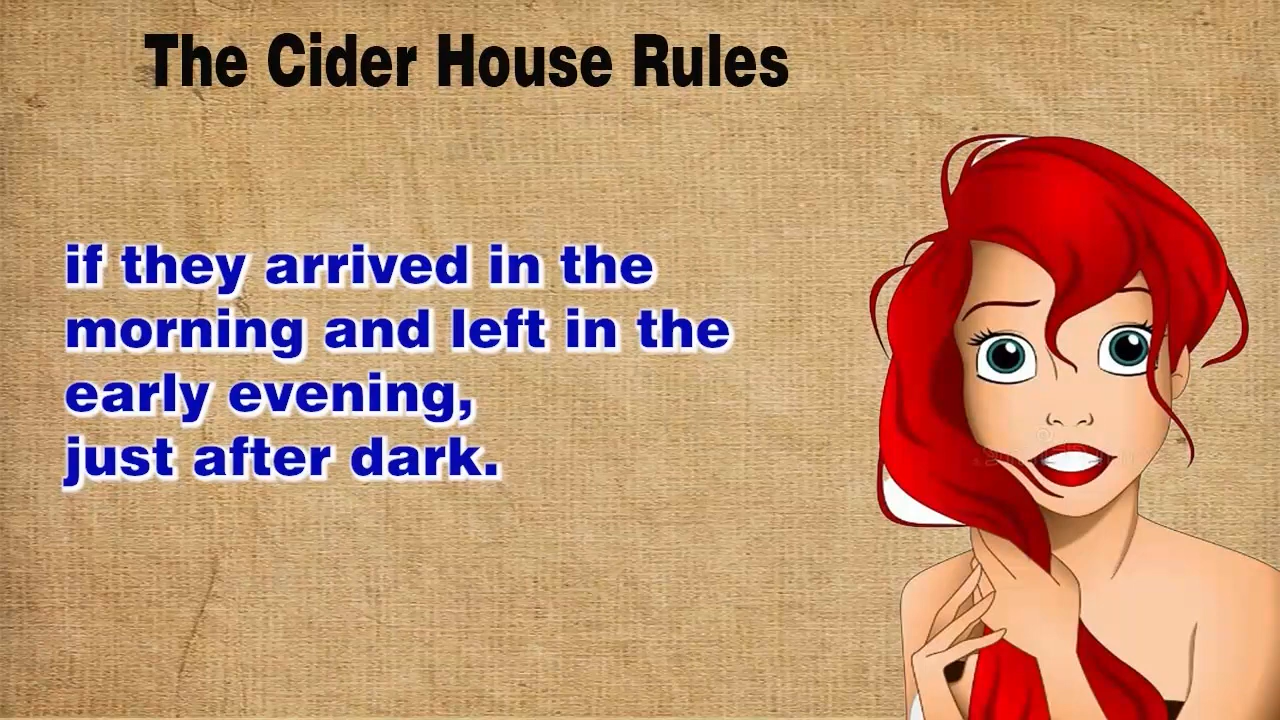 The Cider House Rules
if they arrived in the
morning and left in the
early evening,
just after dark.